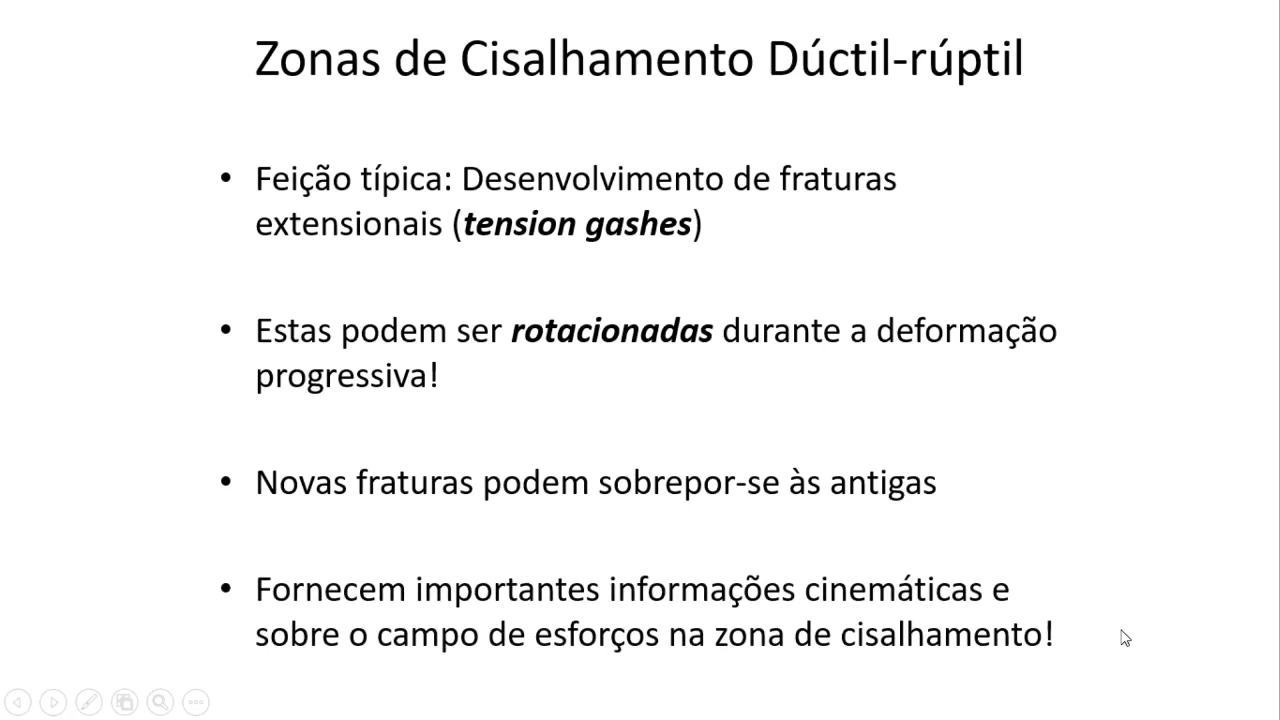 Zonas de Cisalhamento Dúctil-rúptil
• Feição típica: Desenvolvimento de fraturas
extensionais (tension gashes)
• Estas podem ser rotacionadas durante a deformação
progressiva!
• Novas fraturas podem sobrepor-se às antigas
• Fornecem importantes informações cinemáticas e
sobre o campo de esforços na zona de cisalhamento!